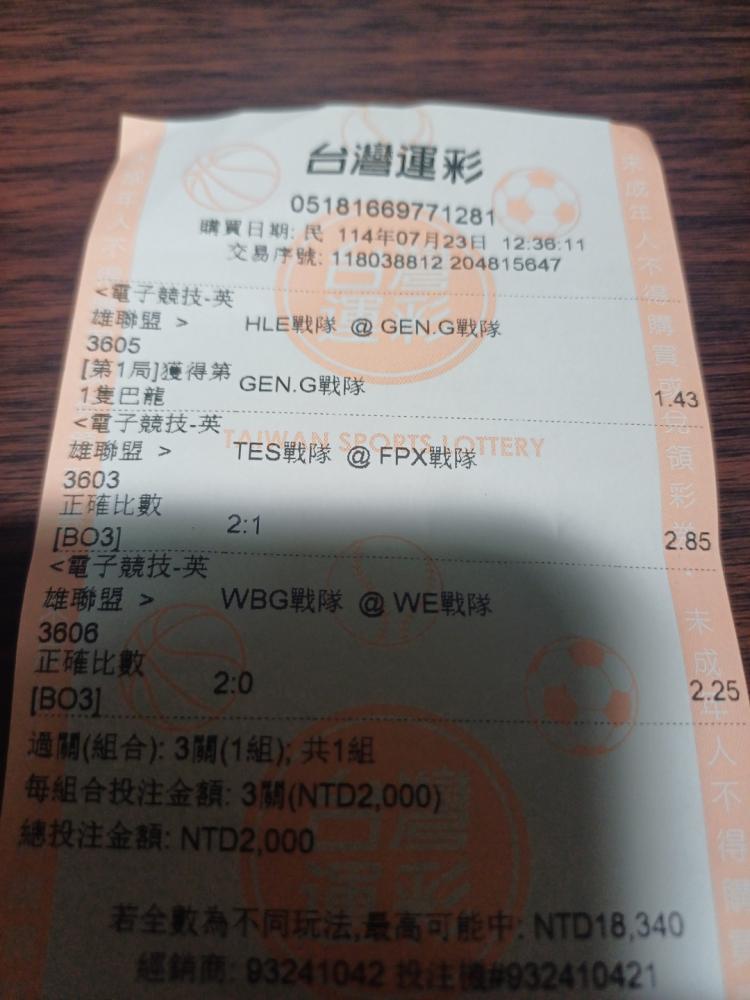 台灣運彩
05181669771281
購買日期: 民 114年07月23日 12:36:11
交易序號: 118038812 204815647
<電子競技-英
雄聯盟 > HLE戰隊 @ GEN.G戰隊
3605
[第1局]獲得第
1隻巴龍 GEN.G戰隊 1.43
<電子競技-英
雄聯盟 > TES戰隊 @ FPX戰隊
TAIWAN SPORTS LOTTERY
3603
正確比數
[BO3] 2:1 2.85
<電子競技-英
雄聯盟 > WBG戰隊 @ WE戰隊
3606
正確比數
[BO3] 2:0 2.25
過關(組合): 3關(1組); 共1組
每組合投注金額: 3關(NTD2,000)
總投注金額: NTD2,000
若全數為不同玩法,最高可能中: NTD18,340
經銷商: 93241042 投注機#932410421
未成年人不得購買或兌領彩券
未成年人不得購買
台灣運彩
台灣運彩